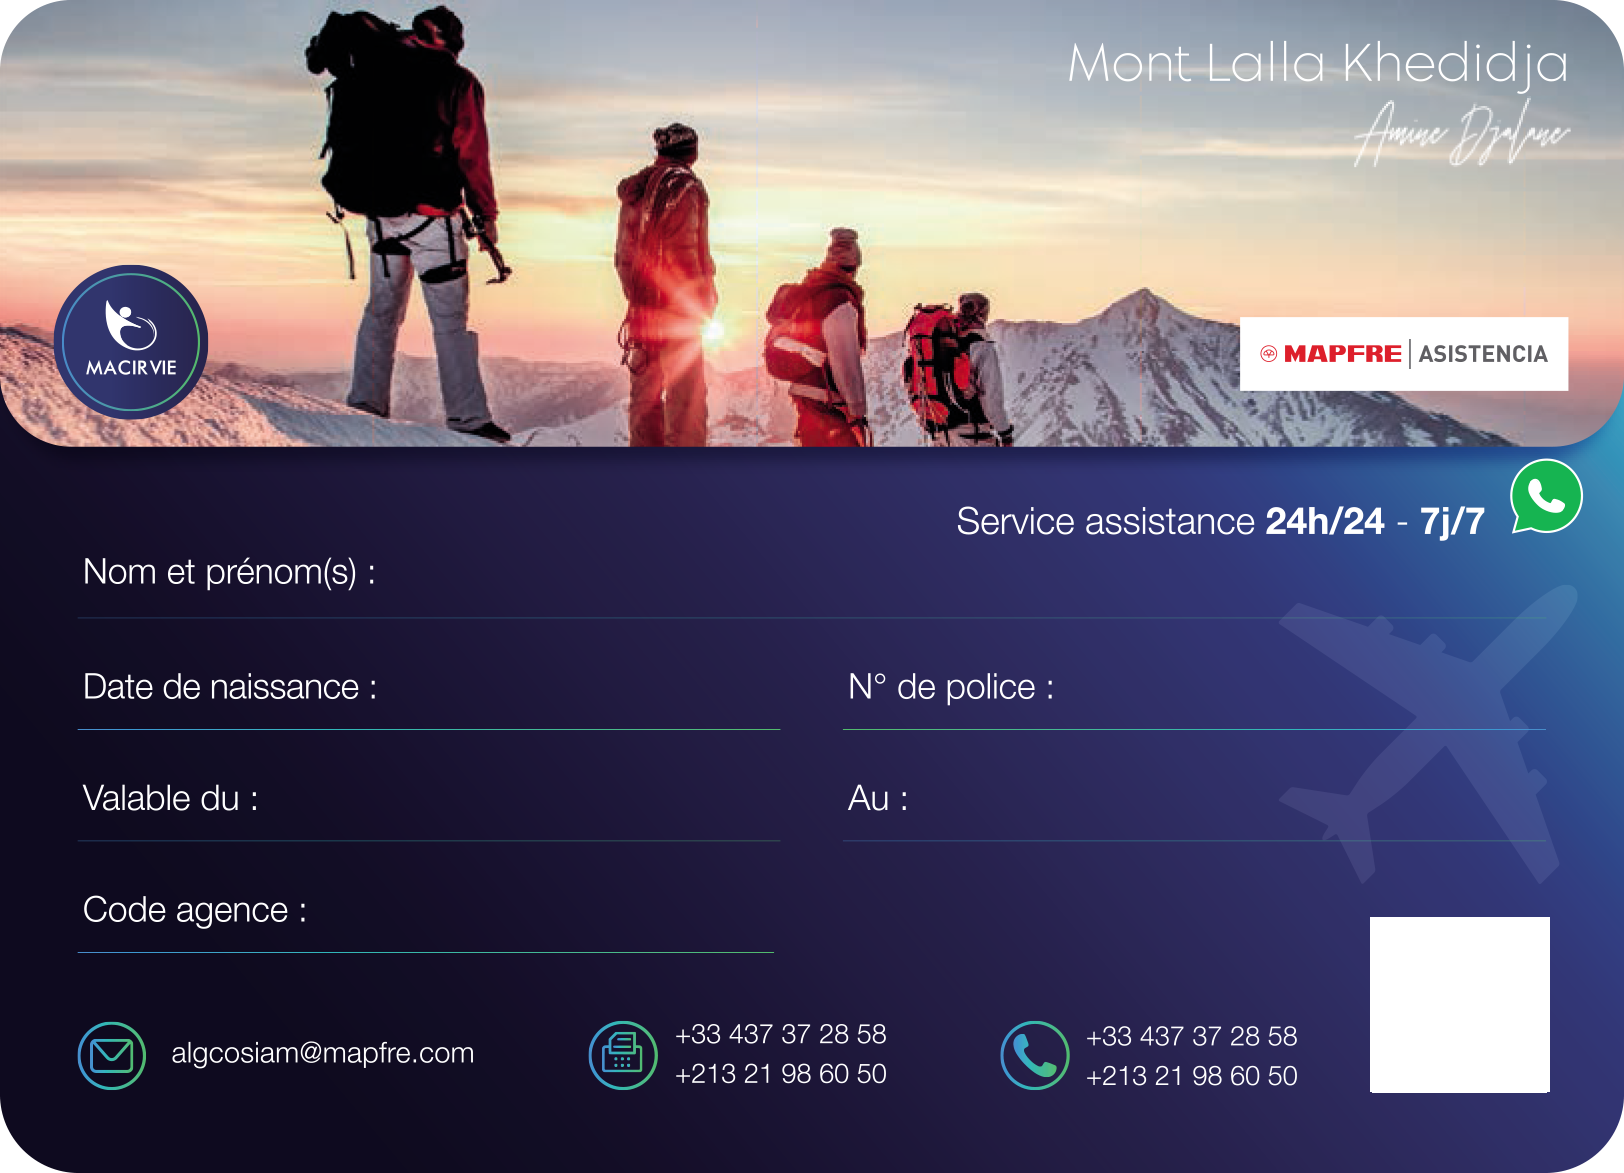 Mont Lalla Khedidja
Amine Djalane
MACIRVIE
MAPFRE | ASISTENCIA
Service assistance 24h/24 - 7j/7
Nom et prénom(s) :
Date de naissance :
N° de police :
Valable du :
Au :
Code agence :
algcosiam@mapfre.com
+33 437 37 28 58
+213 21 98 60 50
+33 437 37 28 58
+213 21 98 60 50